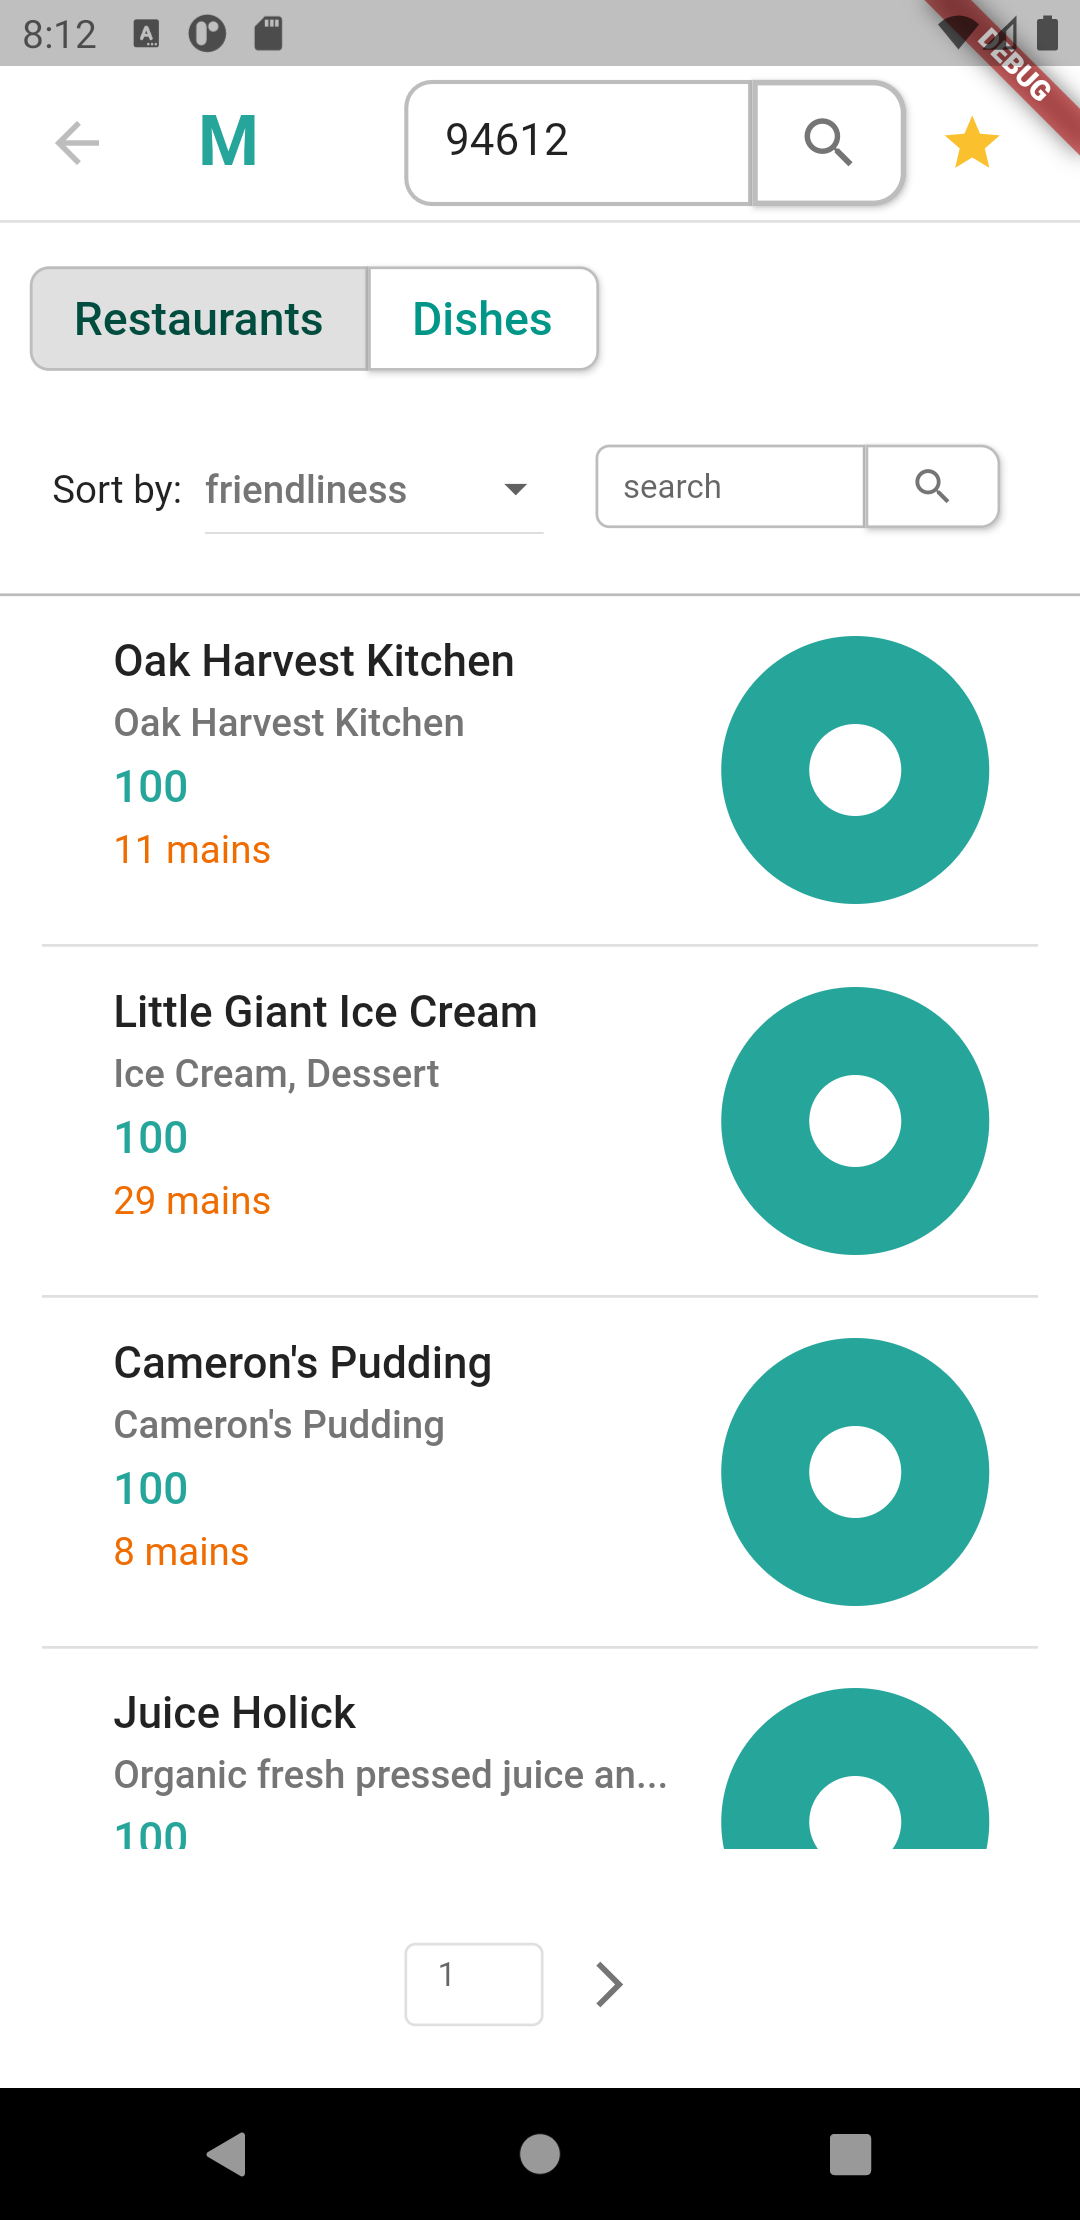 8:12
A
DEBUG
M
94612
Restaurants
Dishes
Sort by: friendliness
search
Oak Harvest Kitchen
Oak Harvest Kitchen
100
11 mains
Little Giant Ice Cream
Ice Cream, Dessert
100
29 mains
Cameron's Pudding
Cameron's Pudding
100
8 mains
Juice Holick
Organic fresh pressed juice an...
100
1